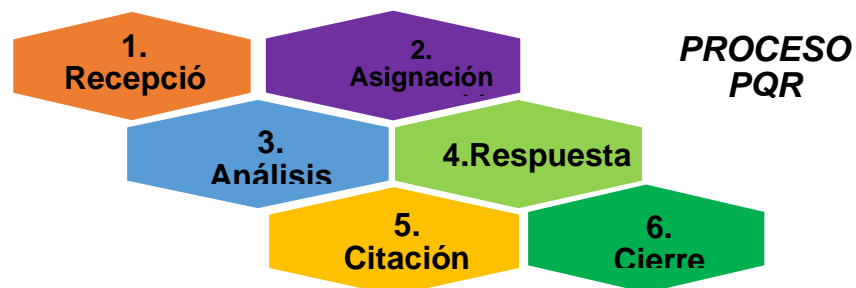 1.
Recepció
2.
Asignación
PROCESO
PQR
3.
Análisis
4.Respuesta
5.
Citación
6.
Cierre